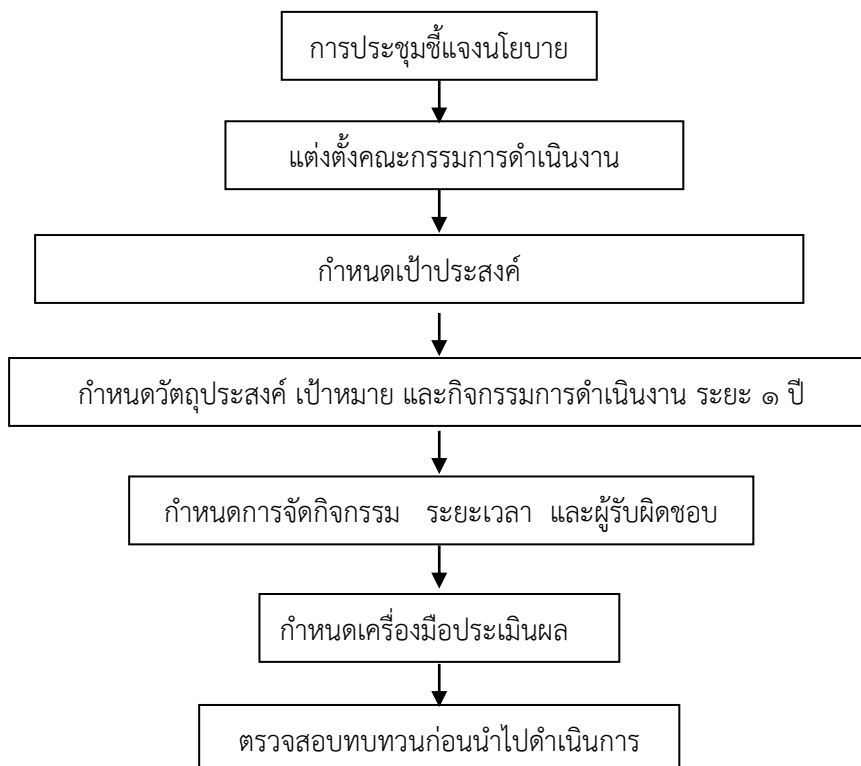 การประชุมชี้แจงนโยบาย
แต่งตั้งคณะกรรมการดำเนินงาน
กำหนดเป้าประสงค์
กำหนดวัตถุประสงค์ เป้าหมาย และกิจกรรมการดำเนินงาน ระยะ ๑ ปี
กำหนดการจัดกิจกรรม ระยะเวลา และผู้รับผิดชอบ
กำหนดเครื่องมือประเมินผล
ตรวจสอบทบทวนก่อนนำไปดำเนินการ